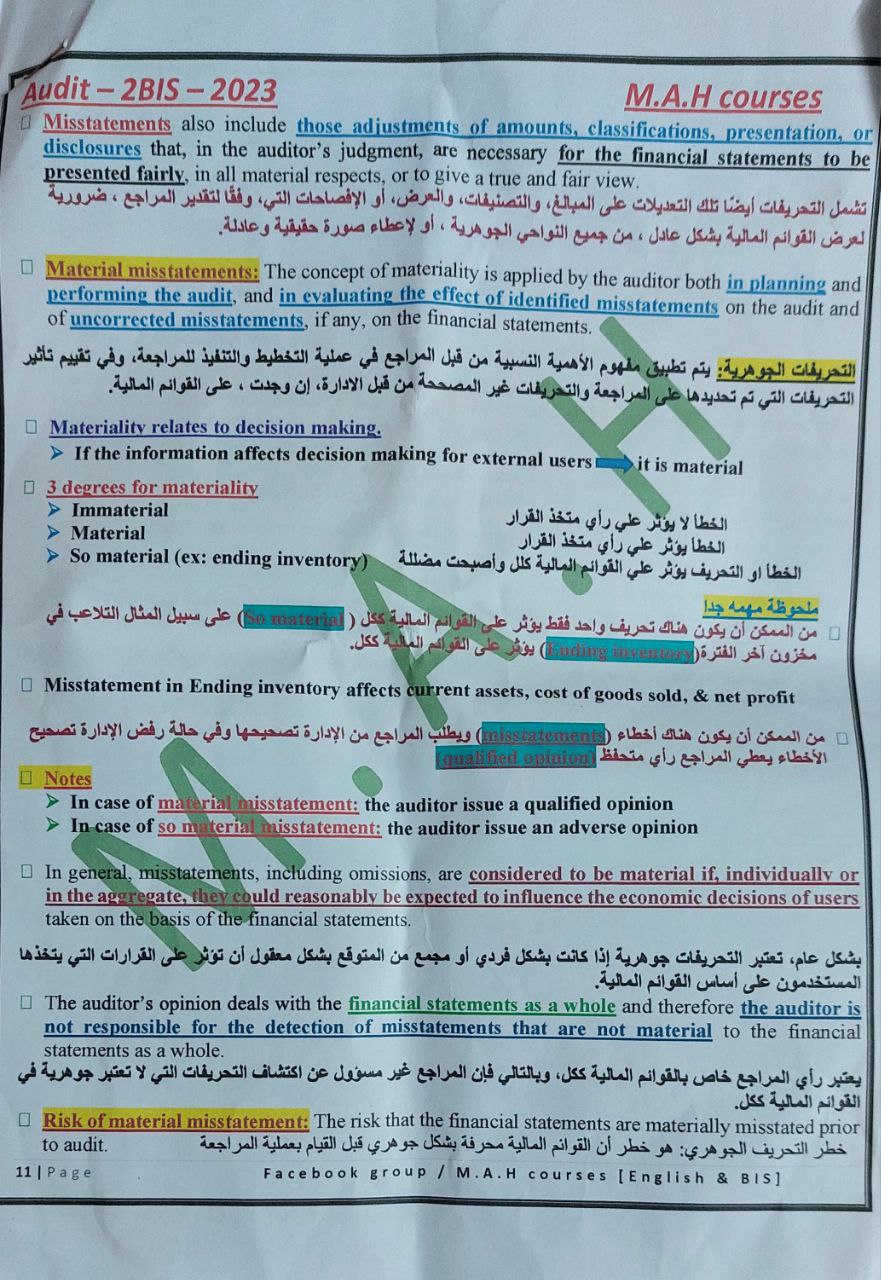 Audit – 2BIS – 2023 M.A.H courses
Misstatements also include those adjustments of amounts, classifications, presentation, or
disclosures that, in the auditor's judgment, are necessary for the financial statements to be
presented fairly, in all material respects, or to give a true and fair view.
تشمل التحريفات أيضًا تلك التعديلات على المبالغ، والتصنيفات، والعرض، أو الإفصاحات التي، وفقًا لتقدير المراجع ، ضرورية
لعرض القوائم المالية بشكل عادل ، من جميع النواحي الجوهرية ، أو لإعطاء صورة حقيقية وعادلة.
Material misstatements: The concept of materiality is applied by the auditor both in planning and
performing the audit, and in evaluating the effect of identified misstatements on the audit and
of uncorrected misstatements, if any, on the financial statements.
التحريفات الجوهرية: يتم تطبيق مفهوم الأهمية النسبية من قبل المراجع في عملية التخطيط والتنفيذ للمراجعة، وفي تقييم تأثير
التحريفات التي تم تحديدها على المراجعة والتحريفات غير المصححة من قبل الادارة، إن وجدت ، على القوائم المالية.
Materiality relates to decision making.
➢ If the information affects decision making for external users ➡ it is material
3 degrees for materiality
➢ Immaterial الخطأ لا يؤثر علي رأي متخذ القرار
➢ Material الخطأ يؤثر علي رأي متخذ القرار
➢ So material (ex: ending inventory) الخطأ او التحريف يؤثر علي القوائم المالية كلل وأصبحت مضللة
ملحوظة مهمه جدا
من الممكن أن يكون هناك تحريف واحد فقط يؤثر على القوائم المالية ككل ( So material) على سبيل المثال التلاعب في
مخزون آخر الفترة(Ending inventory) يؤثر على القوائم المالية ككل.
Misstatement in Ending inventory affects current assets, cost of goods sold, & net profit
من الممكن أن يكون هناك أخطاء (misstatements) ويطلب المراجع من الإدارة تصحيحها وفي حالة رفض الإدارة تصحيح
الأخطاء يعطي المراجع رأي متحفظ (qualified opinion)
Notes
➢ In case of material misstatement: the auditor issue a qualified opinion
➢ In case of so material misstatement: the auditor issue an adverse opinion
In general, misstatements, including omissions, are considered to be material if, individually or
in the aggregate, they could reasonably be expected to influence the economic decisions of users
taken on the basis of the financial statements.
بشكل عام، تعتبر التحريفات جوهرية إذا كانت بشكل فردي أو مجمع من المتوقع بشكل معقول أن تؤثر على القرارات التي يتخذها
المستخدمون على أساس القوائم المالية.
The auditor's opinion deals with the financial statements as a whole and therefore the auditor is
not responsible for the detection of misstatements that are not material to the financial
statements as a whole.
يعتبر رأي المراجع خاص بالقوائم المالية ككل، وبالتالي فإن المراجع غير مسؤول عن اكتشاف التحريفات التي لا تعتبر جوهرية في
القوائم المالية ككل.
Risk of material misstatement: The risk that the financial statements are materially misstated prior
to audit. خطر التحريف الجوهري: هو خطر أن القوائم المالية محرفة بشكل جوهري قبل القيام بعملية المراجعة
11 | Page Facebook group / M.A.H courses [English & BIS]
M.A.H